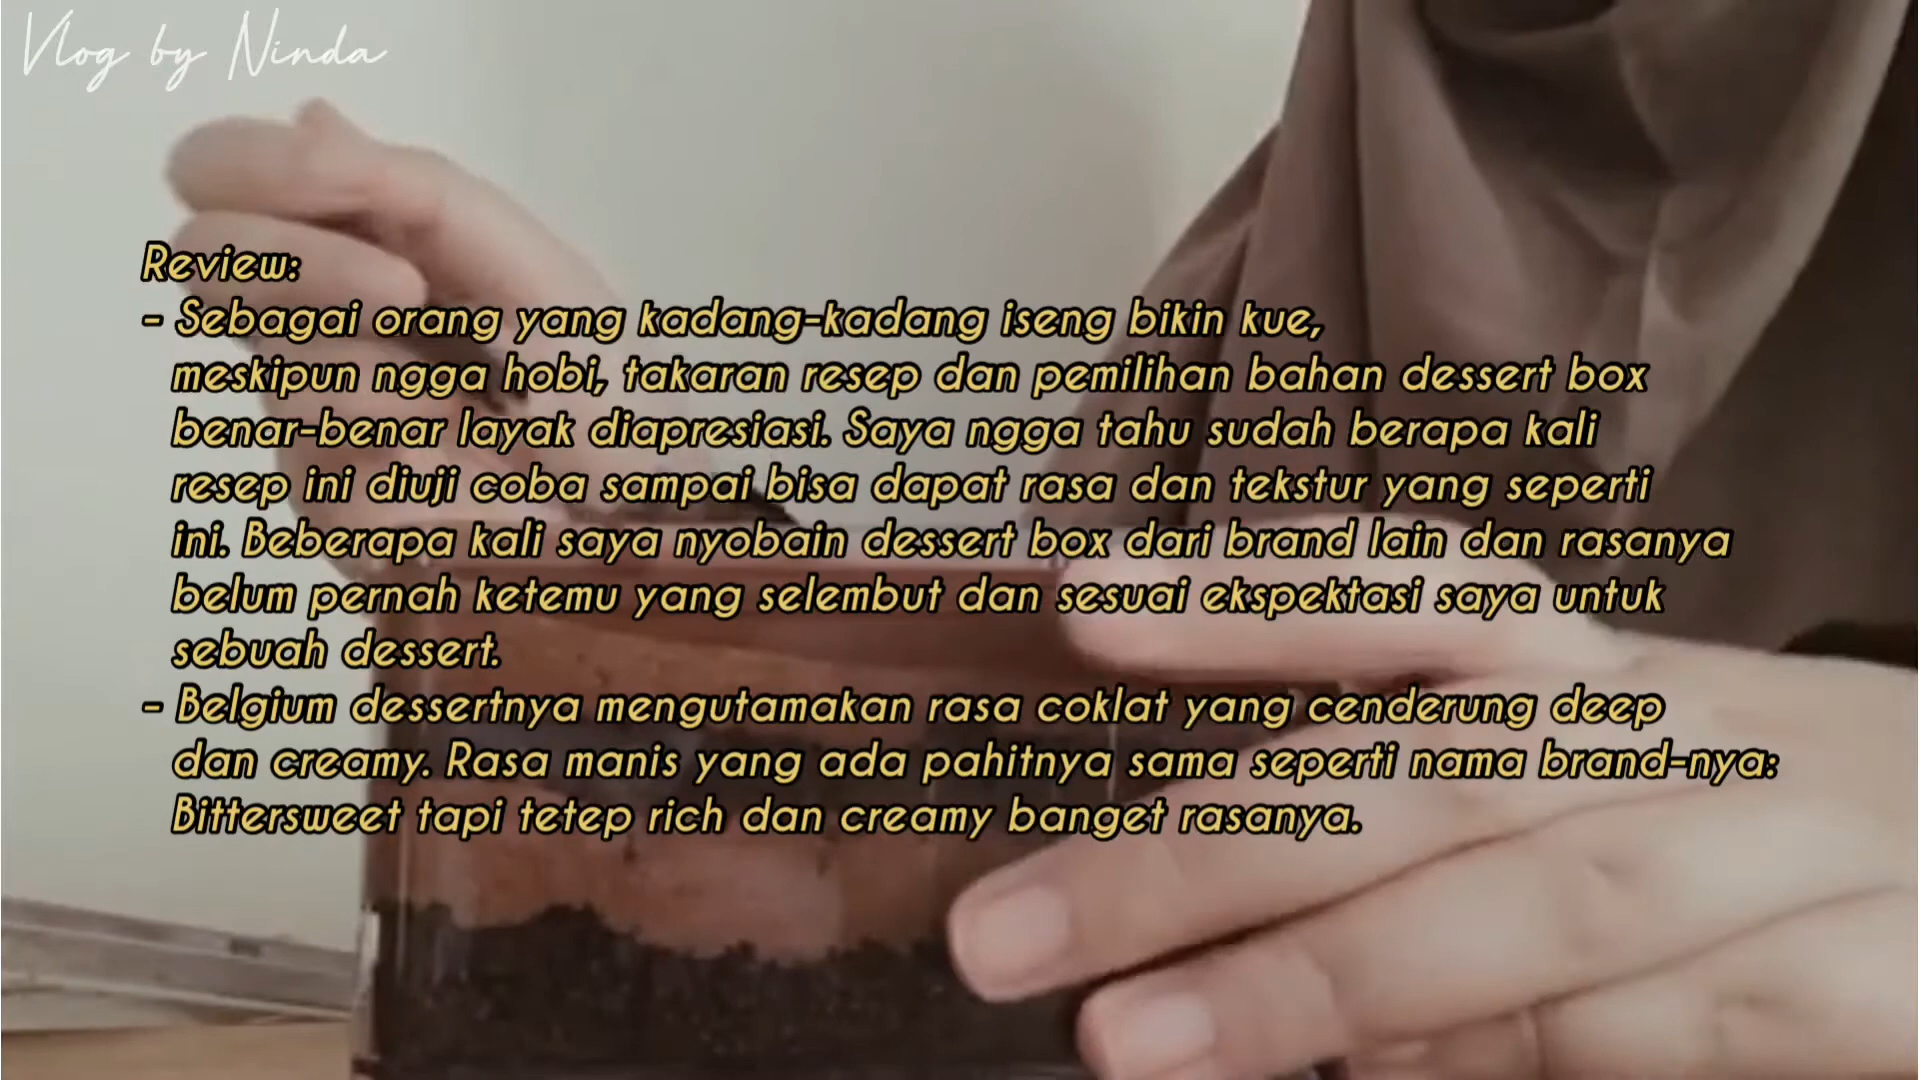 Vlog by Ninda
Review:
- Sebagai orang yang kadang-kadang iseng bikin kue,
meskipun ngga hobi, takaran resep dan pemilihan bahan dessert box
benar-benar layak diapresiasi. Saya ngga tahu sudah berapa kali
resep ini diuji coba sampai bisa dapat rasa dan tekstur yang seperti
ini. Beberapa kali saya nyobain dessert box dari brand lain dan rasanya
belum pernah ketemu yang selembut dan sesuai ekspektasi saya untuk
sebuah dessert.
- Belgium dessertnya mengutamakan rasa coklat yang cenderung deep
dan creamy. Rasa manis yang ada pahitnya sama seperti nama brand-nya:
Bittersweet tapi tetep rich dan creamy banget rasanya.